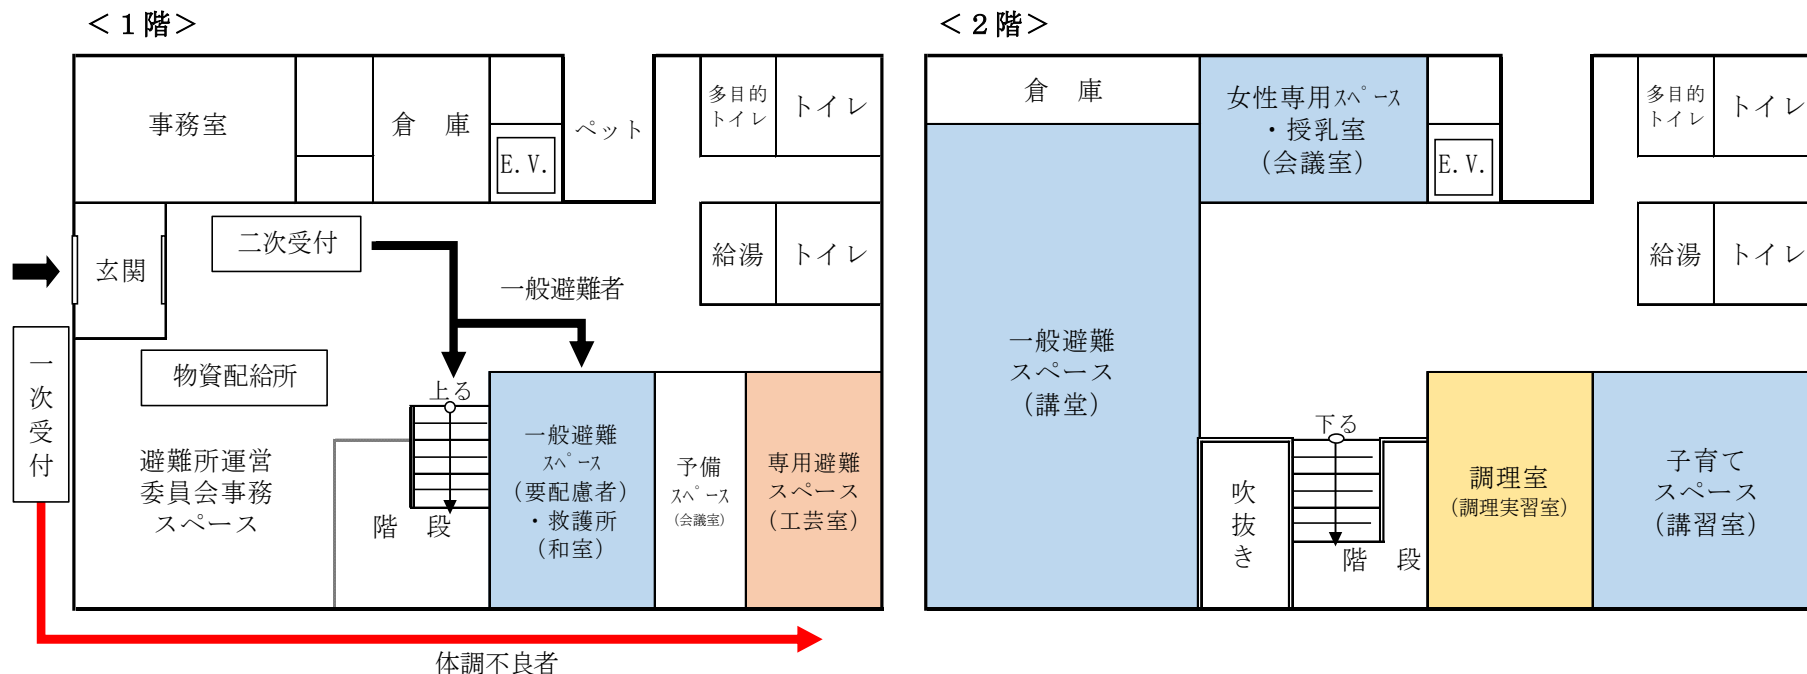 ＜１階＞
事務室
倉　庫
E.V.
ペット
多目的
トイレ
トイレ
玄関
二次受付
一般避難者
給湯
トイレ
一次受付
物資配給所
避難所運営
委員会事務
スペース
上る
階　段
一般避難
スペース
（要配慮者）
・救護所
（和室）
予備
スペース
（会議室）
専用避難
スペース
（工芸室）
体調不良者
＜２階＞
倉　庫
女性専用スペース
・授乳室
（会議室）
E.V.
多目的
トイレ
トイレ
給湯
トイレ
一般避難
スペース
（講堂）
吹抜き
下る
階　段
調理室
（調理実習室）
子育て
スペース
（講習室）